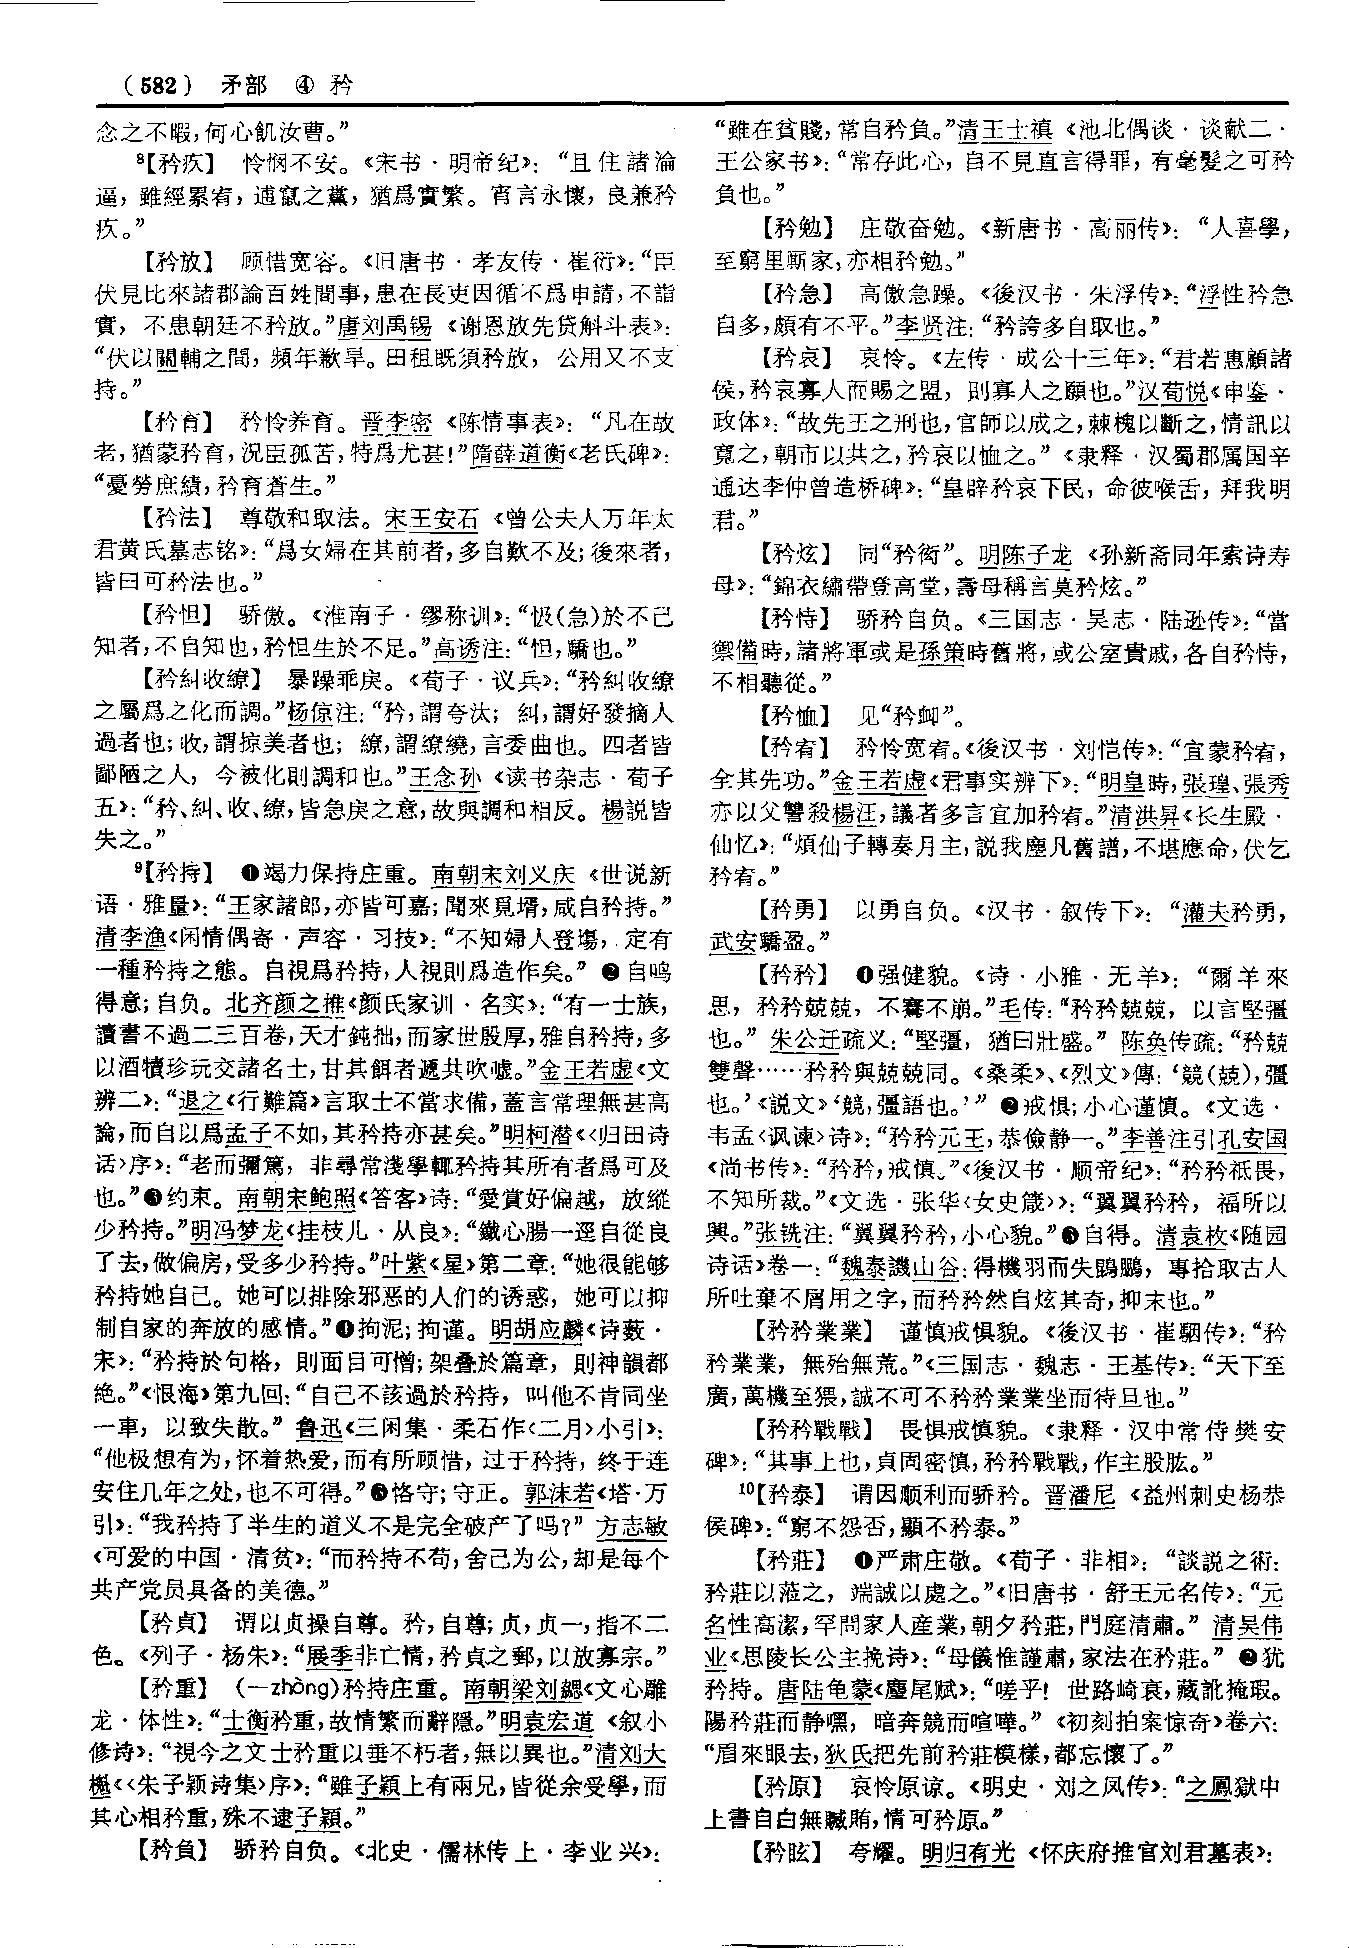 （582） 矛部 ④ 矜
念之不暇，何心飢汝曹。”
⁸【矜疚】 怜悯不安。《宋书·明帝纪》：“且住諸淪
逼，雖經累宥，逋竄之黨，猶爲實繁。宵言永懷，良兼矜
疚。”
【矜放】 顾惜宽容。《旧唐书·孝友传·崔衍》：“臣
伏見比來諸郡論百姓間事，患在長吏因循不爲申請，不詣
實，不患朝廷不矜放。”唐刘禹锡《谢恩放先贷斛斗表》：
“伏以關輔之間，頻年歉旱。田租既須矜放，公用又不支
持。”
【矜育】 矜怜养育。晋李密《陈情事表》：“凡在故
老，猶蒙矜育，況臣孤苦，特爲尤甚！”隋薛道衡《老氏碑》：
“憂勞庶績，矜育蒼生。”
【矜法】 尊敬和取法。宋王安石《曾公夫人万年太
君黄氏墓志铭》：“爲女婦在其前者，多自歎不及；後來者，
皆曰可矜法也。”
【矜怚】 骄傲。《淮南子·缪称训》：“忣(急)於不己
知者，不自知也，矜怚生於不足。”高诱注：“怚，驕也。”
【矜糾收繚】 暴躁乖戾。《荀子·议兵》：“矜糾收繚
之屬爲之化而調。”杨倞注：“矜，謂夸汰；糾，謂好發摘人
過者也；收，謂掠美者也；繚，謂繚繞，言委曲也。四者皆
鄙陋之人，今被化則調和也。”王念孙《读书杂志·荀子
五》：“矜、糾、收、繚，皆急戾之意，故與調和相反。楊説皆
失之。”
⁹【矜持】 ❶竭力保持庄重。南朝宋刘义庆《世说新
语·雅量》：“王家諸郎，亦皆可嘉；聞來覓壻，咸自矜持。”
清李渔《闲情偶寄·声容·习技》：“不知婦人登塲，定有
一種矜持之態。自視爲矜持，人視則爲造作矣。”❷自鸣
得意；自负。北齐颜之推《颜氏家训·名实》：“有一士族，
讀書不過二三百卷，天才鈍拙，而家世殷厚，雅自矜持，多
以酒犢珍玩交諸名士，甘其餌者遞共吹噓。”金王若虚《文
辨二》：“退之《行難篇》言取士不當求備，蓋言常理無甚高
論，而自以爲孟子不如，其矜持亦甚矣。”明柯潜《〈归田诗
话〉序》：“老而彌篤，非尋常淺學輒矜持其所有者爲可及
也。”❸约束。南朝宋鲍照《答客》诗：“愛賞好偏越，放縱
少矜持。”明冯梦龙《挂枝儿·从良》：“鐵心腸一逕自從良
了去，做偏房，受多少矜持。”叶紫《星》第二章：“她很能够
矜持她自己。她可以排除邪恶的人们的诱惑，她可以抑
制自家的奔放的感情。”❹拘泥；拘谨。明胡应麟《诗薮·
宋》：“矜持於句格，則面目可憎；架叠於篇章，則神韻都
絶。”《恨海》第九回：“自己不該過於矜持，叫他不肯同坐
一車，以致失散。”鲁迅《三闲集·柔石作〈二月〉小引》：
“他极想有为，怀着热爱，而有所顾惜，过于矜持，终于连
安住几年之处，也不可得。”❺恪守；守正。郭沫若《塔·万
引》：“我矜持了半生的道义不是完全破产了吗？”方志敏
《可爱的中国·清贫》：“而矜持不苟，舍己为公，却是每个
共产党员具备的美德。”
【矜貞】 谓以贞操自尊。矜，自尊；贞，贞一，指不二
色。《列子·杨朱》：“展季非亡情，矜貞之郵，以放寡宗。”
【矜重】 (一zhòng)矜持庄重。南朝梁刘勰《文心雕
龙·体性》：“士衡矜重，故情繁而辭隱。”明袁宏道《叙小
修诗》：“視今之文士矜重以垂不朽者，無以異也。”清刘大
櫆《〈朱子颖诗集〉序》：“雖子穎上有兩兄，皆從余受學，而
其心相矜重，殊不逮子穎。”
【矜負】 骄矜自负。《北史·儒林传上·李业兴》：
“雖在貧賤，常自矜負。”清王士禛《池北偶谈·谈献二·
王公家书》：“常存此心，自不見直言得罪，有毫髮之可矜
負也。”
【矜勉】 庄敬奋勉。《新唐书·高丽传》：“人喜學，
至窮里厮家，亦相矜勉。”
【矜急】 高傲急躁。《後汉书·朱浮传》：“浮性矜急
自多，頗有不平。”李贤注：“矜誇多自取也。”
【矜哀】 哀怜。《左传·成公十三年》：“君若惠顧諸
侯，矜哀寡人而賜之盟，則寡人之願也。”汉荀悦《申鉴·
政体》：“故先王之刑也，官師以成之，棘槐以斷之，情訊以
寬之，朝市以共之，矜哀以恤之。”《隶释·汉蜀郡属国辛
通达李仲曾造桥碑》：“皇辟矜哀下民，命彼喉舌，拜我明
君。”
【矜炫】 同“矜衒”。明陈子龙《孙新斋同年索诗寿
母》：“錦衣繡帶登高堂，壽母稱言莫矜炫。”
【矜恃】 骄矜自负。《三国志·吴志·陆逊传》：“當
禦備時，諸將軍或是孫策時舊將，或公室貴戚，各自矜恃，
不相聽從。”
【矜恤】 见“矜卹”。
【矜宥】 矜怜宽宥。《後汉书·刘恺传》：“宜蒙矜宥，
全其先功。”金王若虚《君事实辨下》：“明皇時，張瑝、張秀
亦以父讐殺楊汪，議者多言宜加矜宥。”清洪昇《长生殿·
仙忆》：“煩仙子轉奏月主，説我塵凡舊譜，不堪應命，伏乞
矜宥。”
【矜勇】 以勇自负。《汉书·叙传下》：“灌夫矜勇，
武安驕盈。”
【矜矜】 ❶强健貌。《诗·小雅·无羊》：“爾羊來
思，矜矜兢兢，不騫不崩。”毛传：“矜矜兢兢，以言堅彊
也。”朱公迁疏义：“堅彊，猶曰壯盛。”陈奂传疏：“矜兢
雙聲……矜矜與兢兢同。《桑柔》、《烈文》傳：‘競(兢)，彊
也。’《説文》‘競，彊語也。’”❷戒惧；小心谨慎。《文选·
韦孟〈讽谏〉诗》：“矜矜元王，恭儉静一。”李善注引孔安国
《尚书传》：“矜矜，戒慎。”《後汉书·顺帝纪》：“矜矜祗畏，
不知所裁。”《文选·张华〈女史箴〉》：“翼翼矜矜，福所以
興。”张铣注：“翼翼矜矜，小心貌。”❸自得。清袁枚《随园
诗话》卷一：“魏泰譏山谷：得機羽而失鵾鵬，專拾取古人
所吐棄不屑用之字，而矜矜然自炫其奇，抑末也。”
【矜矜業業】 谨慎戒惧貌。《後汉书·崔駰传》：“矜
矜業業，無殆無荒。”《三国志·魏志·王基传》：“天下至
廣，萬機至猥，誠不可不矜矜業業坐而待旦也。”
【矜矜戰戰】 畏惧戒慎貌。《隶释·汉中常侍樊安
碑》：“其事上也，貞固密慎，矜矜戰戰，作主股肱。”
¹⁰【矜泰】 谓因顺利而骄矜。晋潘尼《益州刺史杨恭
侯碑》：“窮不怨否，顯不矜泰。”
【矜莊】 ❶严肃庄敬。《荀子·非相》：“談説之術：
矜莊以蒞之，端誠以處之。”《旧唐书·舒王元名传》：“元
名性高潔，罕問家人産業，朝夕矜莊，門庭清肅。”清吴伟
业《思陵长公主挽诗》：“母儀惟謹肅，家法在矜莊。”❷犹
矜持。唐陆龟蒙《麈尾赋》：“嗟乎！世路崎衺，藏訛掩瑕。
陽矜莊而静嘿，暗奔競而喧嘩。”《初刻拍案惊奇》卷六：
“眉來眼去，狄氏把先前矜莊模樣，都忘懷了。”
【矜原】 哀怜原谅。《明史·刘之凤传》：“之鳳獄中
上書自白無贓賄，情可矜原。”
【矜眩】 夸耀。明归有光《怀庆府推官刘君墓表》：